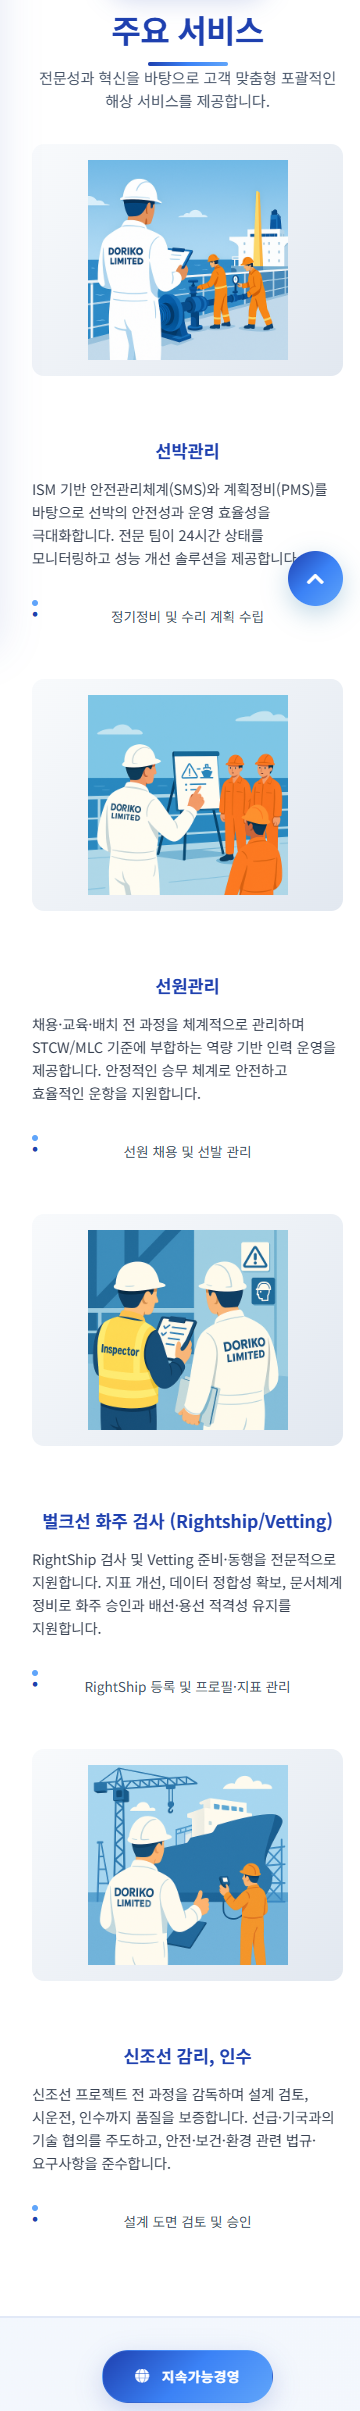 주요 서비스
전문성과 혁신을 바탕으로 고객 맞춤형 포괄적인
해상 서비스를 제공합니다.
DORIKO
LIMITED
선박관리
ISM 기반 안전관리체계(SMS)와 계획정비(PMS)를
바탕으로 선박의 안전성과 운영 효율성을
극대화합니다. 전문 팀이 24시간 상태를
모니터링하고 성능 개선 솔루션을 제공합니다
정기정비 및 수리 계획 수립
DORIKO
LIMITED
선원관리
채용·교육·배치 전 과정을 체계적으로 관리하며
STCW/MLC 기준에 부합하는 역량 기반 인력 운영을
제공합니다. 안정적인 승무 체계로 안전하고
효율적인 운항을 지원합니다.
선원 채용 및 선발 관리
Inspector
DORIKO
LIMITED
벌크선 화주 검사 (Rightship/Vetting)
RightShip 검사 및 Vetting 준비·동행을 전문적으로
지원합니다. 지표 개선, 데이터 정합성 확보, 문서체계
정비로 화주 승인과 배선·용선 적격성 유지를
지원합니다.
RightShip 등록 및 프로필·지표 관리
DORIKO
LIMITED
신조선 감리, 인수
신조선 프로젝트 전 과정을 감독하며 설계 검토,
시운전, 인수까지 품질을 보증합니다. 선급·기국과의
기술 협의를 주도하고, 안전·보건·환경 관련 법규·
요구사항을 준수합니다.
설계 도면 검토 및 승인
지속가능경영